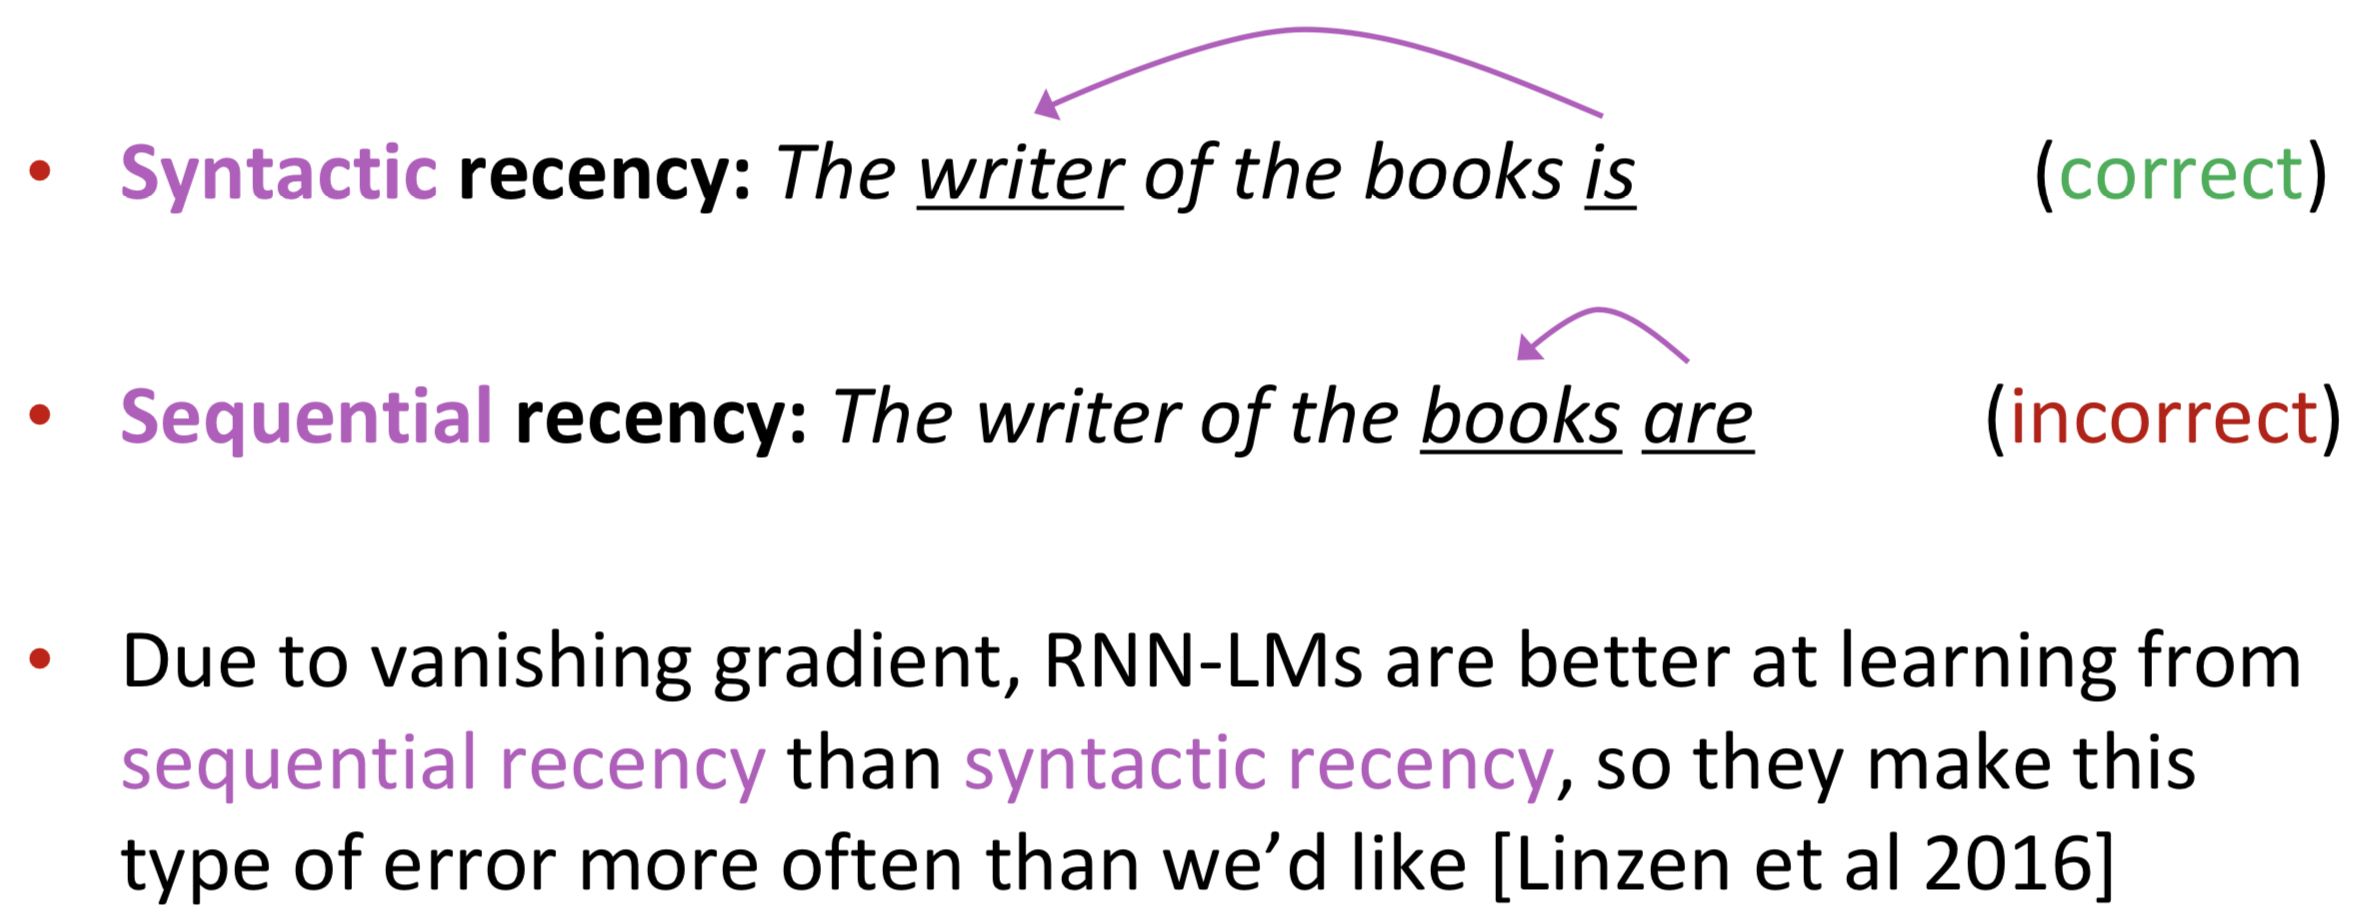 • Syntactic recency: The writer of the books is (correct)
• Sequential recency: The writer of the books are (incorrect)
• Due to vanishing gradient, RNN-LMs are better at learning from
sequential recency than syntactic recency, so they make this
type of error more often than we’d like [Linzen et al 2016]